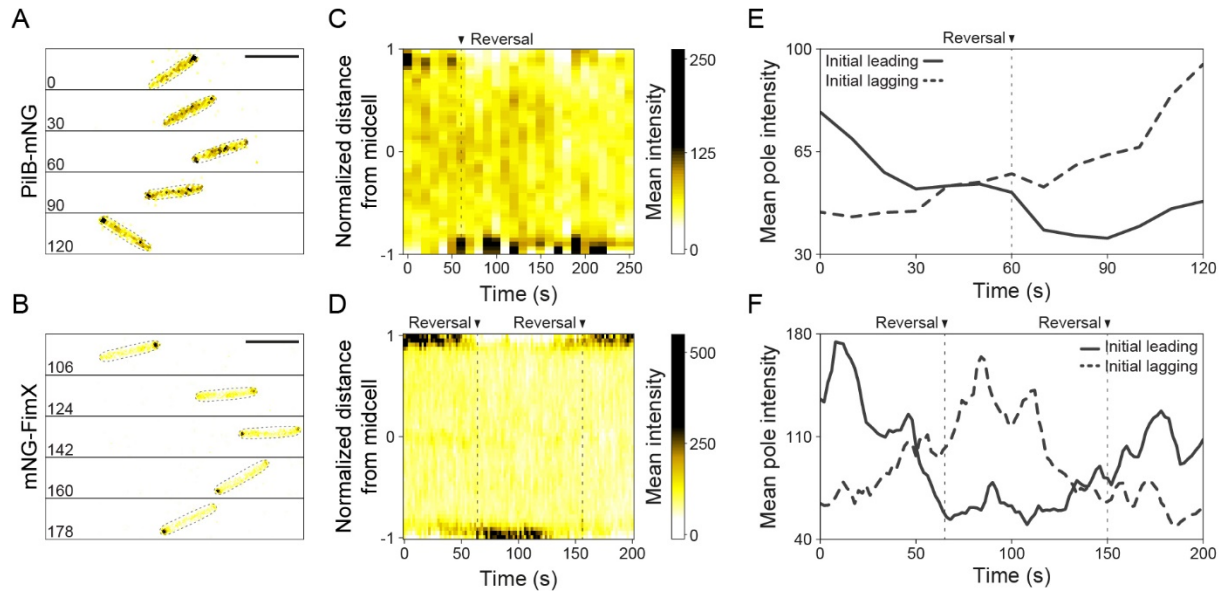 A
PilB-mNG
0
30
60
90
120
B
mNG-FimX
106
124
142
160
178
C
Reversal
Normalized distance
from midcell
1
0
-1
0 50 100 150 200 250
Time (s)
Mean intensity
250
125
0
D
Reversal Reversal
Normalized distance
from midcell
1
0
-1
0 50 100 150 200
Time (s)
Mean intensity
500
250
0
E
Reversal
Initial leading
Initial lagging
Mean pole intensity
100
65
30
0 30 60 90 120
Time (s)
F
Reversal Reversal
Initial leading
Initial lagging
Mean pole intensity
180
110
40
0 50 100 150 200
Time (s)